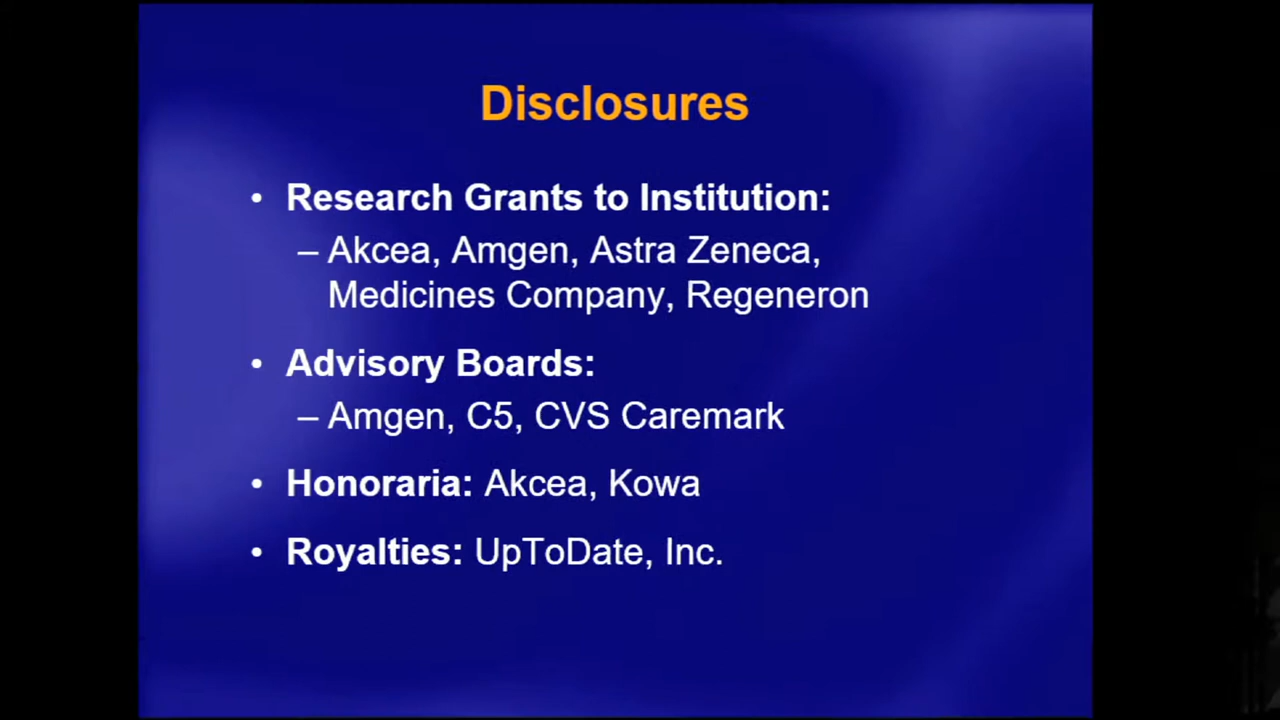 Disclosures
• Research Grants to Institution:
– Akcea, Amgen, Astra Zeneca,
Medicines Company, Regeneron
• Advisory Boards:
– Amgen, C5, CVS Caremark
• Honoraria: Akcea, Kowa
• Royalties: UpToDate, Inc.